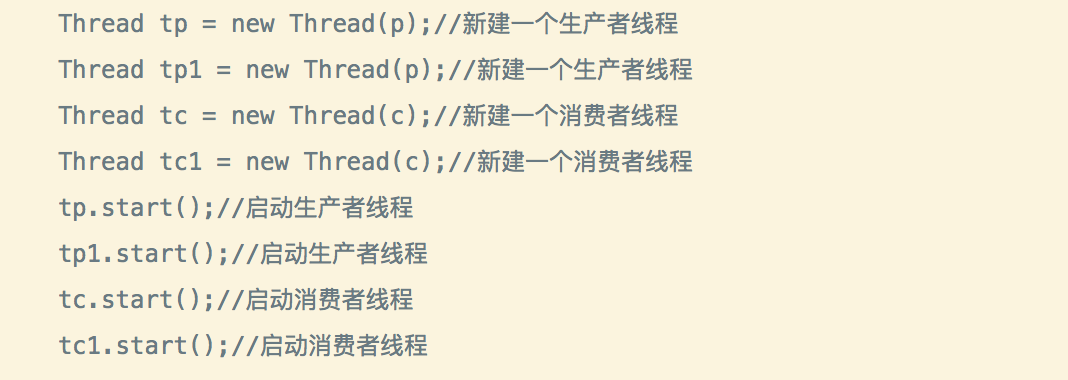 Thread tp = new Thread(p);//新建一个生产者线程
Thread tp1 = new Thread(p);//新建一个生产者线程
Thread tc = new Thread(c);//新建一个消费者线程
Thread tc1 = new Thread(c);//新建一个消费者线程
tp.start();//启动生产者线程
tp1.start();//启动生产者线程
tc.start();//启动消费者线程
tc1.start();//启动消费者线程